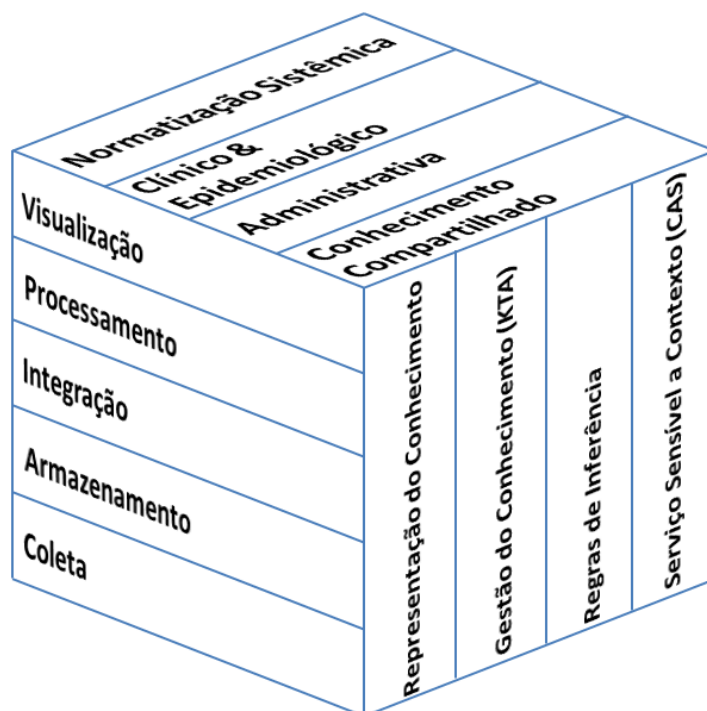 Normatização Sistêmica
Clínico &
Epidemiológico
Administrativa
Conhecimento
Compartilhado
Visualização
Processamento
Integração
Armazenamento
Coleta
Representação do Conhecimento
Gestão do Conhecimento (KTA)
Regras de Inferência
Serviço Sensível a Contexto (CAS)